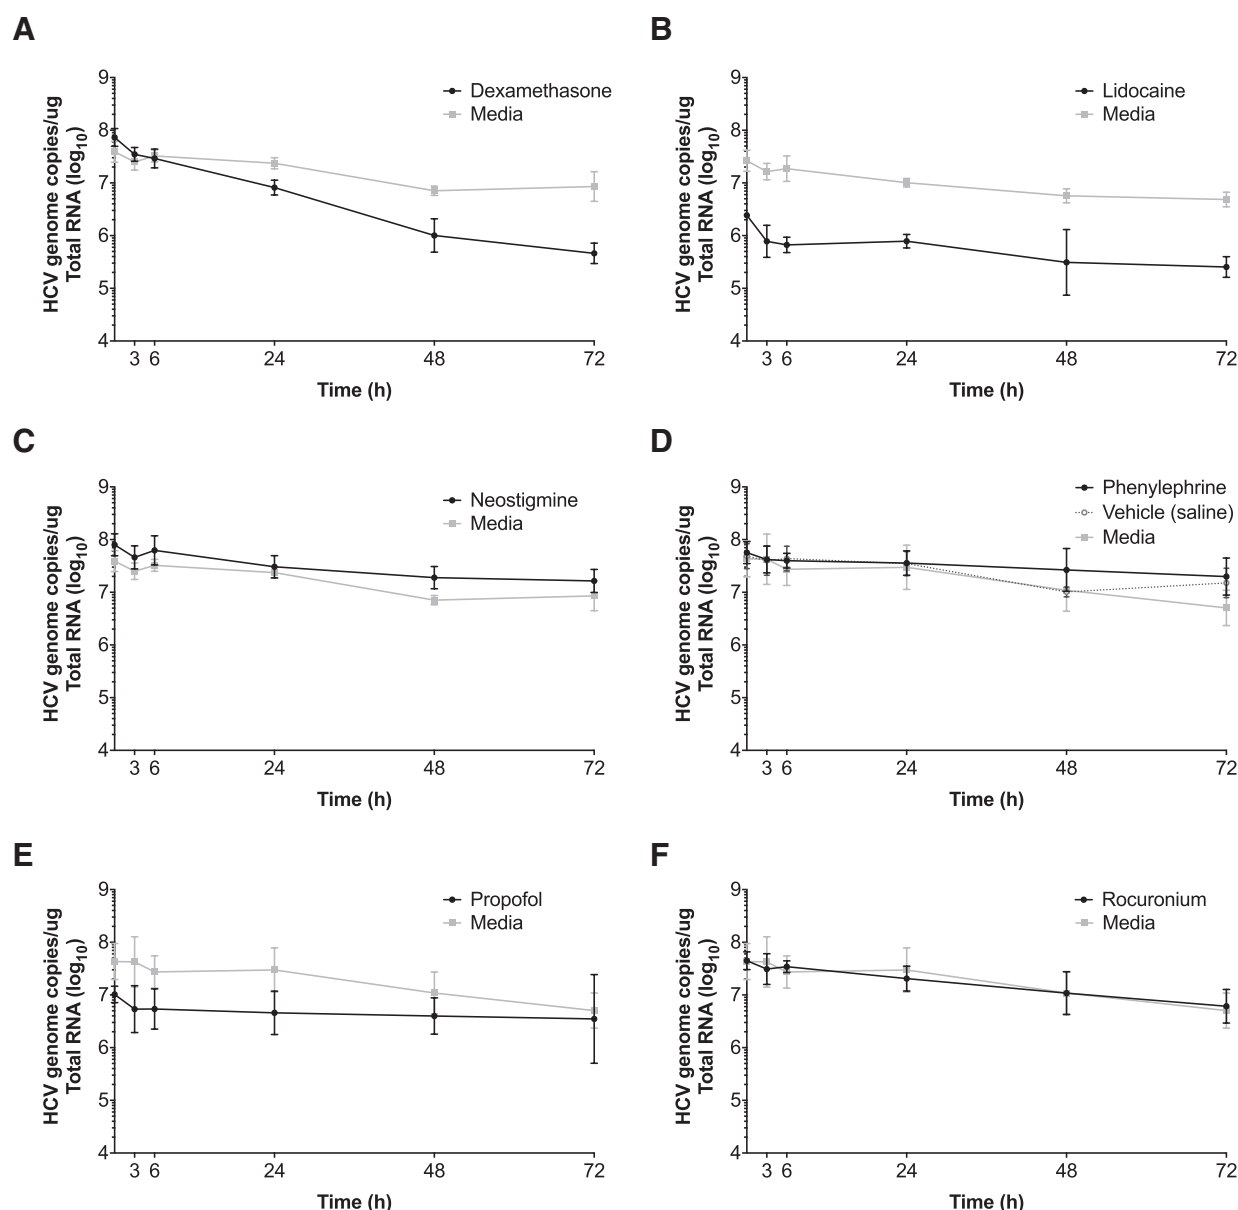 A
HCV genome copies/ug
Total RNA (log10)
9
8
7
6
5
4
Dexamethasone
Media
3 6 24 48 72
Time (h)
B
HCV genome copies/ug
Total RNA (log10)
9
8
7
6
5
4
Lidocaine
Media
3 6 24 48 72
Time (h)
C
HCV genome copies/ug
Total RNA (log10)
9
8
7
6
5
4
Neostigmine
Media
3 6 24 48 72
Time (h)
D
HCV genome copies/ug
Total RNA (log10)
9
8
7
6
5
4
Phenylephrine
Vehicle (saline)
Media
3 6 24 48 72
Time (h)
E
HCV genome copies/ug
Total RNA (log10)
9
8
7
6
5
4
Propofol
Media
3 6 24 48 72
Time (h)
F
HCV genome copies/ug
Total RNA (log10)
9
8
7
6
5
4
Rocuronium
Media
3 6 24 48 72
Time (h)